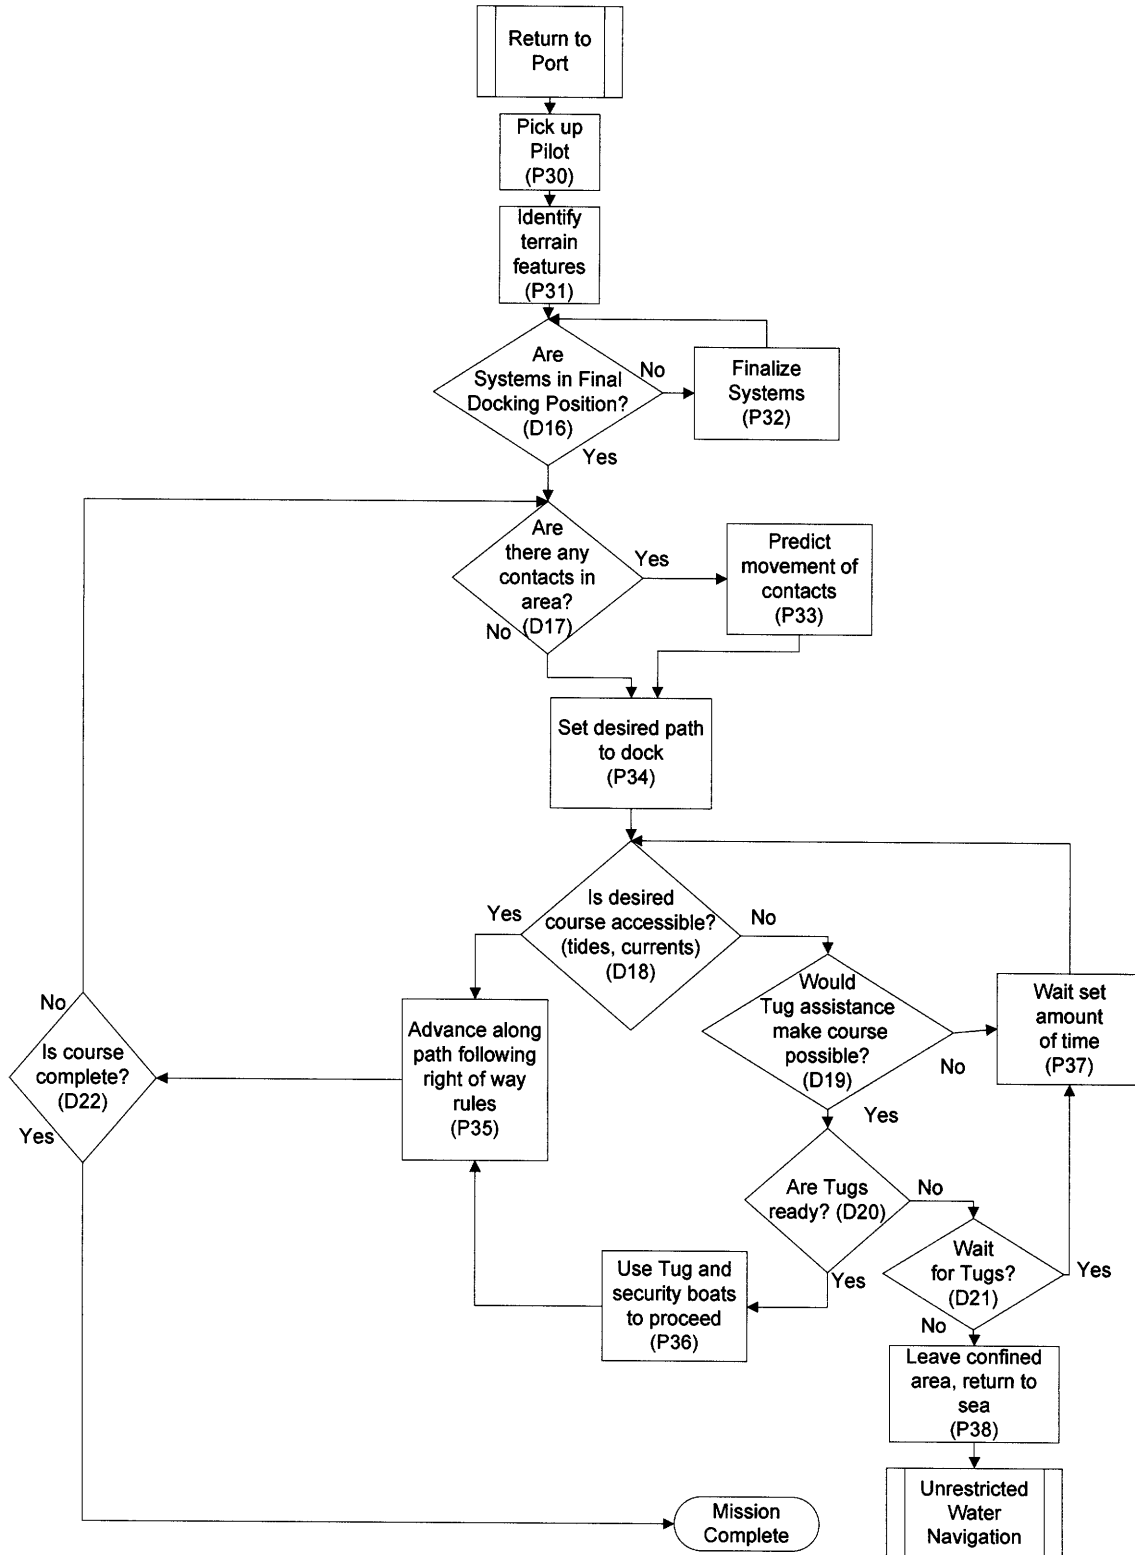 Return to
Port
Pick up
Pilot
(P30)
Identify
terrain
features
(P31)
Are
Systems in Final
Docking Position?
(D16)
No
Yes
Finalize
Systems
(P32)
Are
there any
contacts in
area?
(D17)
Yes
No
Predict
movement of
contacts
(P33)
Set desired path
to dock
(P34)
Is desired
course accessible?
(tides, currents)
(D18)
Yes
No
Would
Tug assistance
make course
possible?
(D19)
No
Yes
Wait set
amount
of time
(P37)
Advance along
path following
right of way
rules
(P35)
No
Is course
complete?
(D22)
Yes
Are Tugs
ready? (D20)
No
Yes
Wait
for Tugs?
(D21)
Yes
No
Use Tug and
security boats
to proceed
(P36)
Leave confined
area, return to
sea
(P38)
Unrestricted
Water
Navigation
Mission
Complete